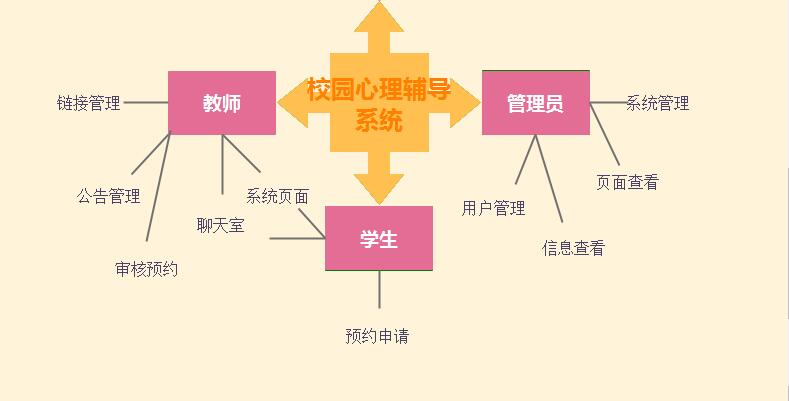 校园心理辅导
系统
教师
管理员
学生
链接管理
公告管理
审核预约
聊天室
系统页面
预约申请
系统管理
页面查看
用户管理
信息查看